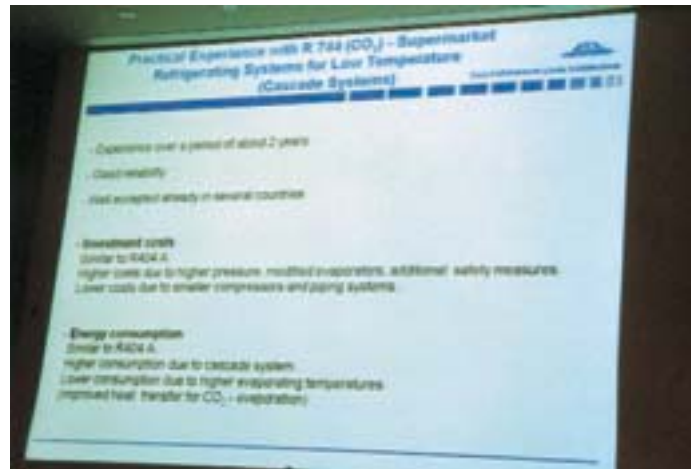 Practical Experience with R 744 (CO₂) - Supermarket
Refrigerating Systems for Low Temperature
(Cascade Systems)
- Experience over a period of about 2 years
- Good reliability
- Well accepted already in several countries
- Investment costs
Similar to R404 A.
Higher costs due to higher pressure, modified evaporators, additional safety measures.
Lower costs due to smaller compressors and piping systems.
- Energy consumption
Similar to R404 A.
Higher consumption due to cascade system.
Lower consumption due to higher evaporating temperatures
(improved heat transfer for CO₂ - evaporation)